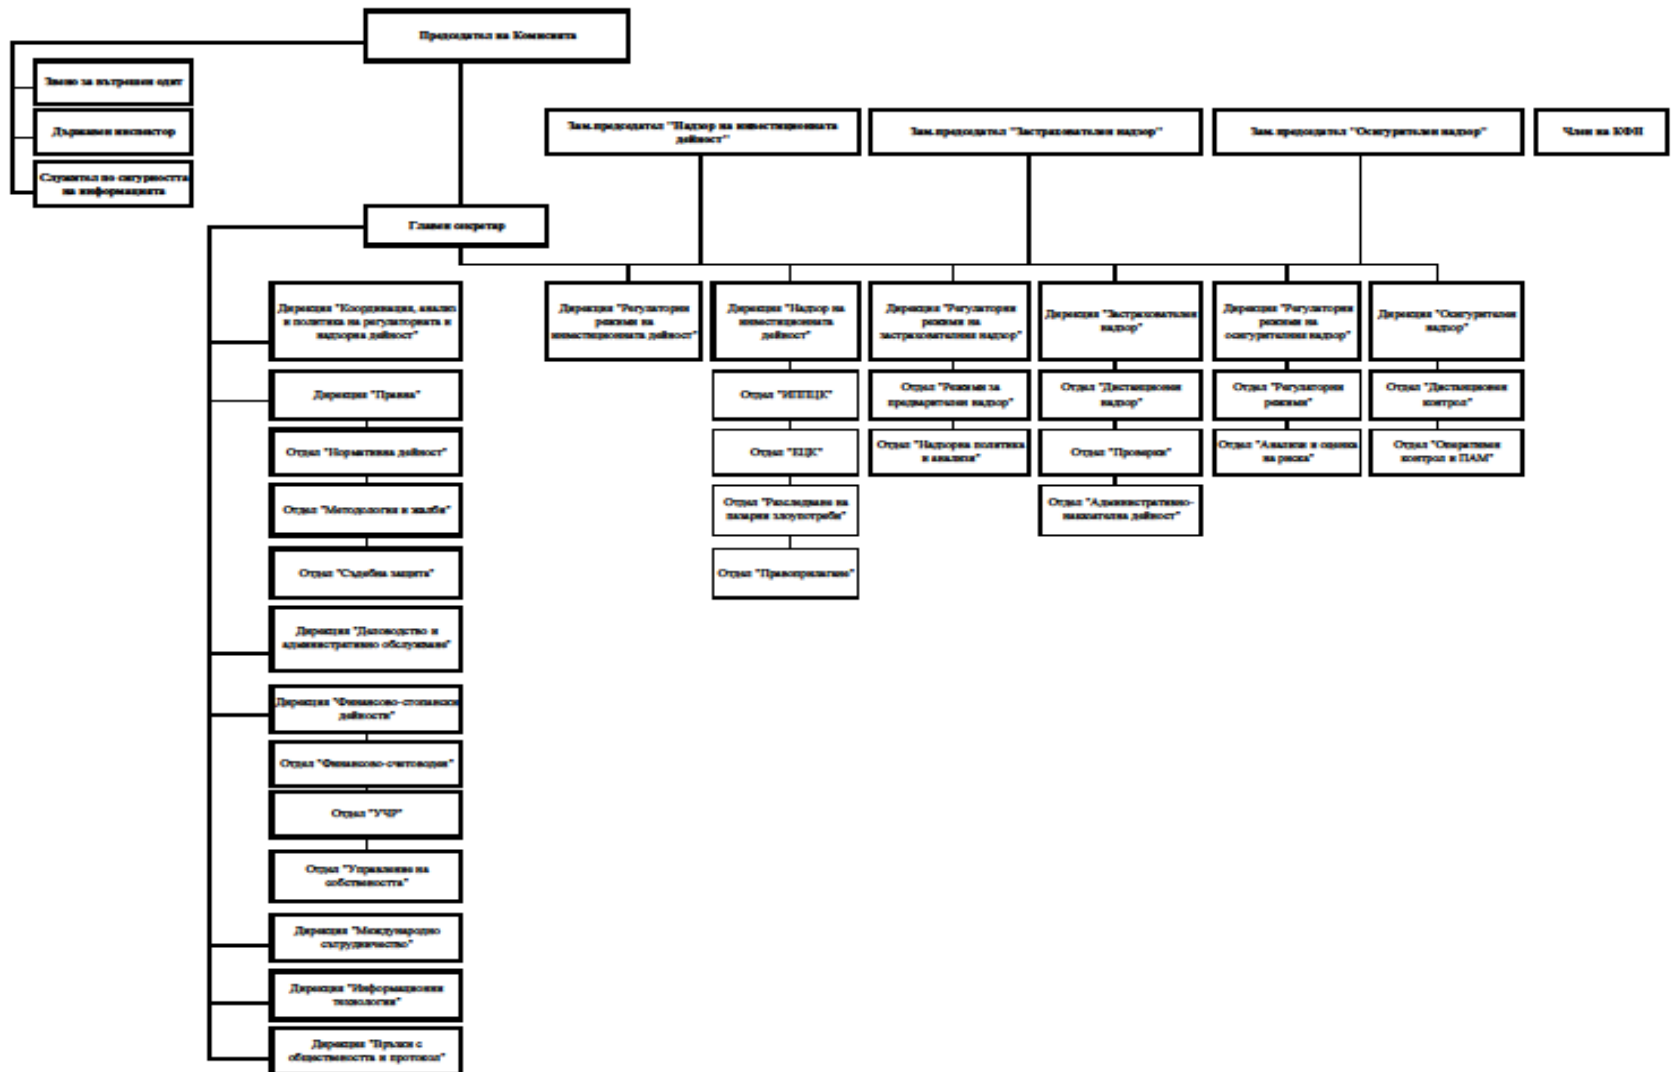 Председател на Комисията
Звено за вътрешен одит
Държавен инспектор
Служител по сигурността
на информацията
Зам.председател "Надзор на инвестиционната
дейност"
Зам.председател "Застрахователен надзор"
Зам.председател "Осигурителен надзор"
Член на КФН
Главен секретар
Дирекция "Координация, анализ
и политика на регулаторната и
надзорна дейност"
Дирекция "Правна"
Отдел "Нормативна дейност"
Отдел "Методология и жалби"
Отдел "Съдебна защита"
Дирекция "Деловодство и
административно обслужване"
Дирекция "Финансово-стопански
дейности"
Отдел "Финансово-счетоводен"
Отдел "УЧР"
Отдел "Управление на
собствеността"
Дирекция "Международно
сътрудничество"
Дирекция "Информационни
технологии"
Дирекция "Връзки с
обществеността и протокол"
Дирекция "Регулаторни
режими на
инвестиционната дейност"
Дирекция "Надзор на
инвестиционната
дейност"
Отдел "ИППЦК"
Отдел "ЕЦК"
Отдел "Разследване на
пазарни злоупотреби"
Отдел "Правоприлагане"
Дирекция "Регулаторни
режими на
застрахователния надзор"
Отдел "Режими за
предварителен надзор"
Отдел "Надзорна политика
и анализи"
Дирекция "Застрахователен
надзор"
Отдел "Дистанционен
надзор"
Отдел "Проверки"
Отдел "Административно-
наказателна дейност"
Дирекция "Регулаторни
режими на
осигурителния надзор"
Отдел "Регулаторни
режими"
Отдел "Анализи и оценка
на риска"
Дирекция "Осигурителен
надзор"
Отдел "Дистанционен
контрол"
Отдел "Оперативен
контрол и ПАМ"